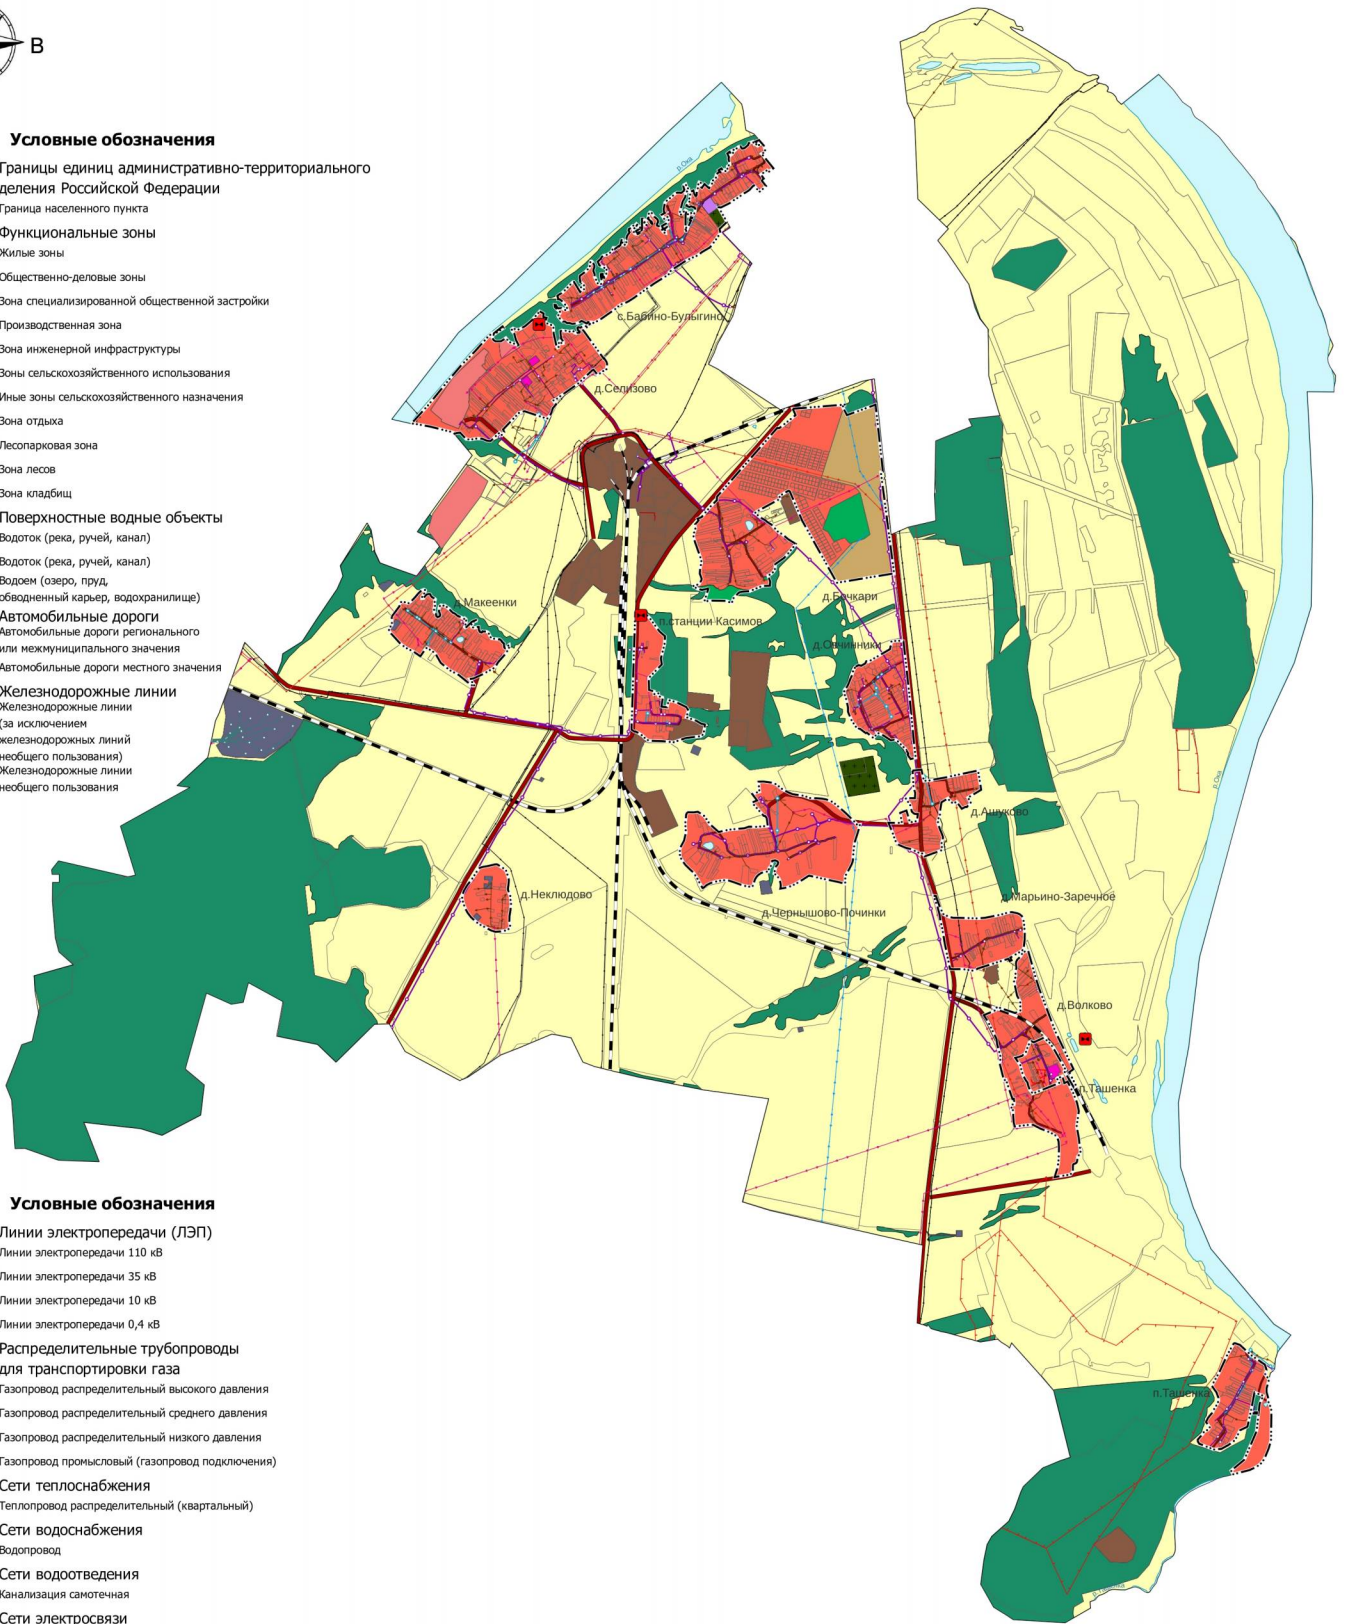 В
Условные обозначения
Границы единиц административно-территориального
деления Российской Федерации
Граница населенного пункта
Функциональные зоны
Жилые зоны
Общественно-деловые зоны
Зона специализированной общественной застройки
Производственная зона
Зона инженерной инфраструктуры
Зоны сельскохозяйственного использования
Иные зоны сельскохозяйственного назначения
Зона отдыха
Лесопарковая зона
Зона лесов
Зона кладбищ
Поверхностные водные объекты
Водоток (река, ручей, канал)
Водоток (река, ручей, канал)
Водоем (озеро, пруд,
обводненный карьер, водохранилище)
Автомобильные дороги
Автомобильные дороги регионального
или межмуниципального значения
Автомобильные дороги местного значения
Железнодорожные линии
Железнодорожные линии
(за исключением
железнодорожных линий
необщего пользования)
Железнодорожные линии
необщего пользования
р.Ока
с.Бабино-Булыгино
д.Селизово
д.Макеенки
п.станции Касимов
д.Бочкари
д.Овчинники
р.Ока
д.Ашуково
д.Неклюдово
д.Чернышово-Починки
д.Марьино-Заречное
д.Волково
п.Ташенка
п.Ташенка
Условные обозначения
Линии электропередачи (ЛЭП)
Линии электропередачи 110 кВ
Линии электропередачи 35 кВ
Линии электропередачи 10 кВ
Линии электропередачи 0,4 кВ
Распределительные трубопроводы
для транспортировки газа
Газопровод распределительный высокого давления
Газопровод распределительный среднего давления
Газопровод распределительный низкого давления
Газопровод промысловый (газопровод подключения)
Сети теплоснабжения
Теплопровод распределительный (квартальный)
Сети водоснабжения
Водопровод
Сети водоотведения
Канализация самотечная
Сети электросвязи